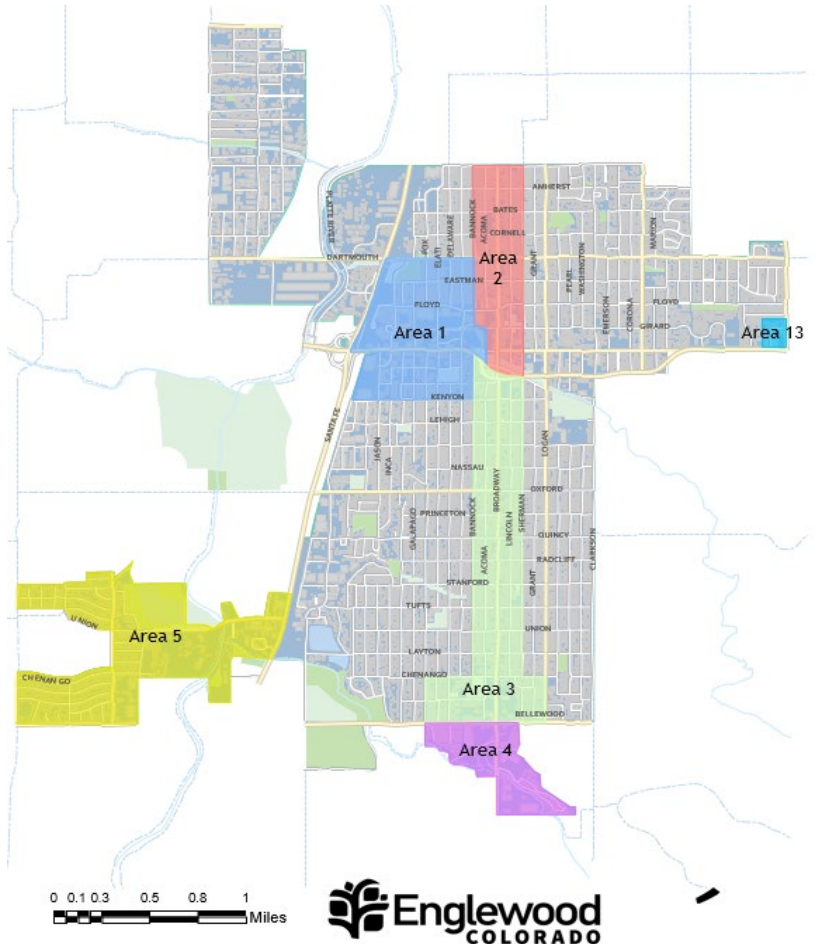 AMHERST
PLATTE RIVER
BANNOCK
ACOMA
BATES
CORNELL
MARION
FOX
ELATI
DELAWARE
GRANT
PEARL
WASHINGTON
DARTMOUTH
Area
2
EASTMAN
FLOYD
EMERSON
CORONA
FLOYD
GIRARD
Area 1
Area 13
KENYON
SANTA FE
LEHIGH
JASON
INCA
LOGAN
NASSAU
BROADWAY
OXFORD
GALAPAGO
PRINCETON
BANNOCK
LINCOLN
SHERMAN
QUINCY
RADCLIFF
ACOMA
CLARKSON
STANFORD
GRANT
TUFTS
UNION
UNION
Area 5
LAYTON
CHENANGO
CHENANGO
Area 3
BELLEWOOD
Area 4
0 0.1 0.3 0.5 0.8 1
Miles
Englewood
COLORADO